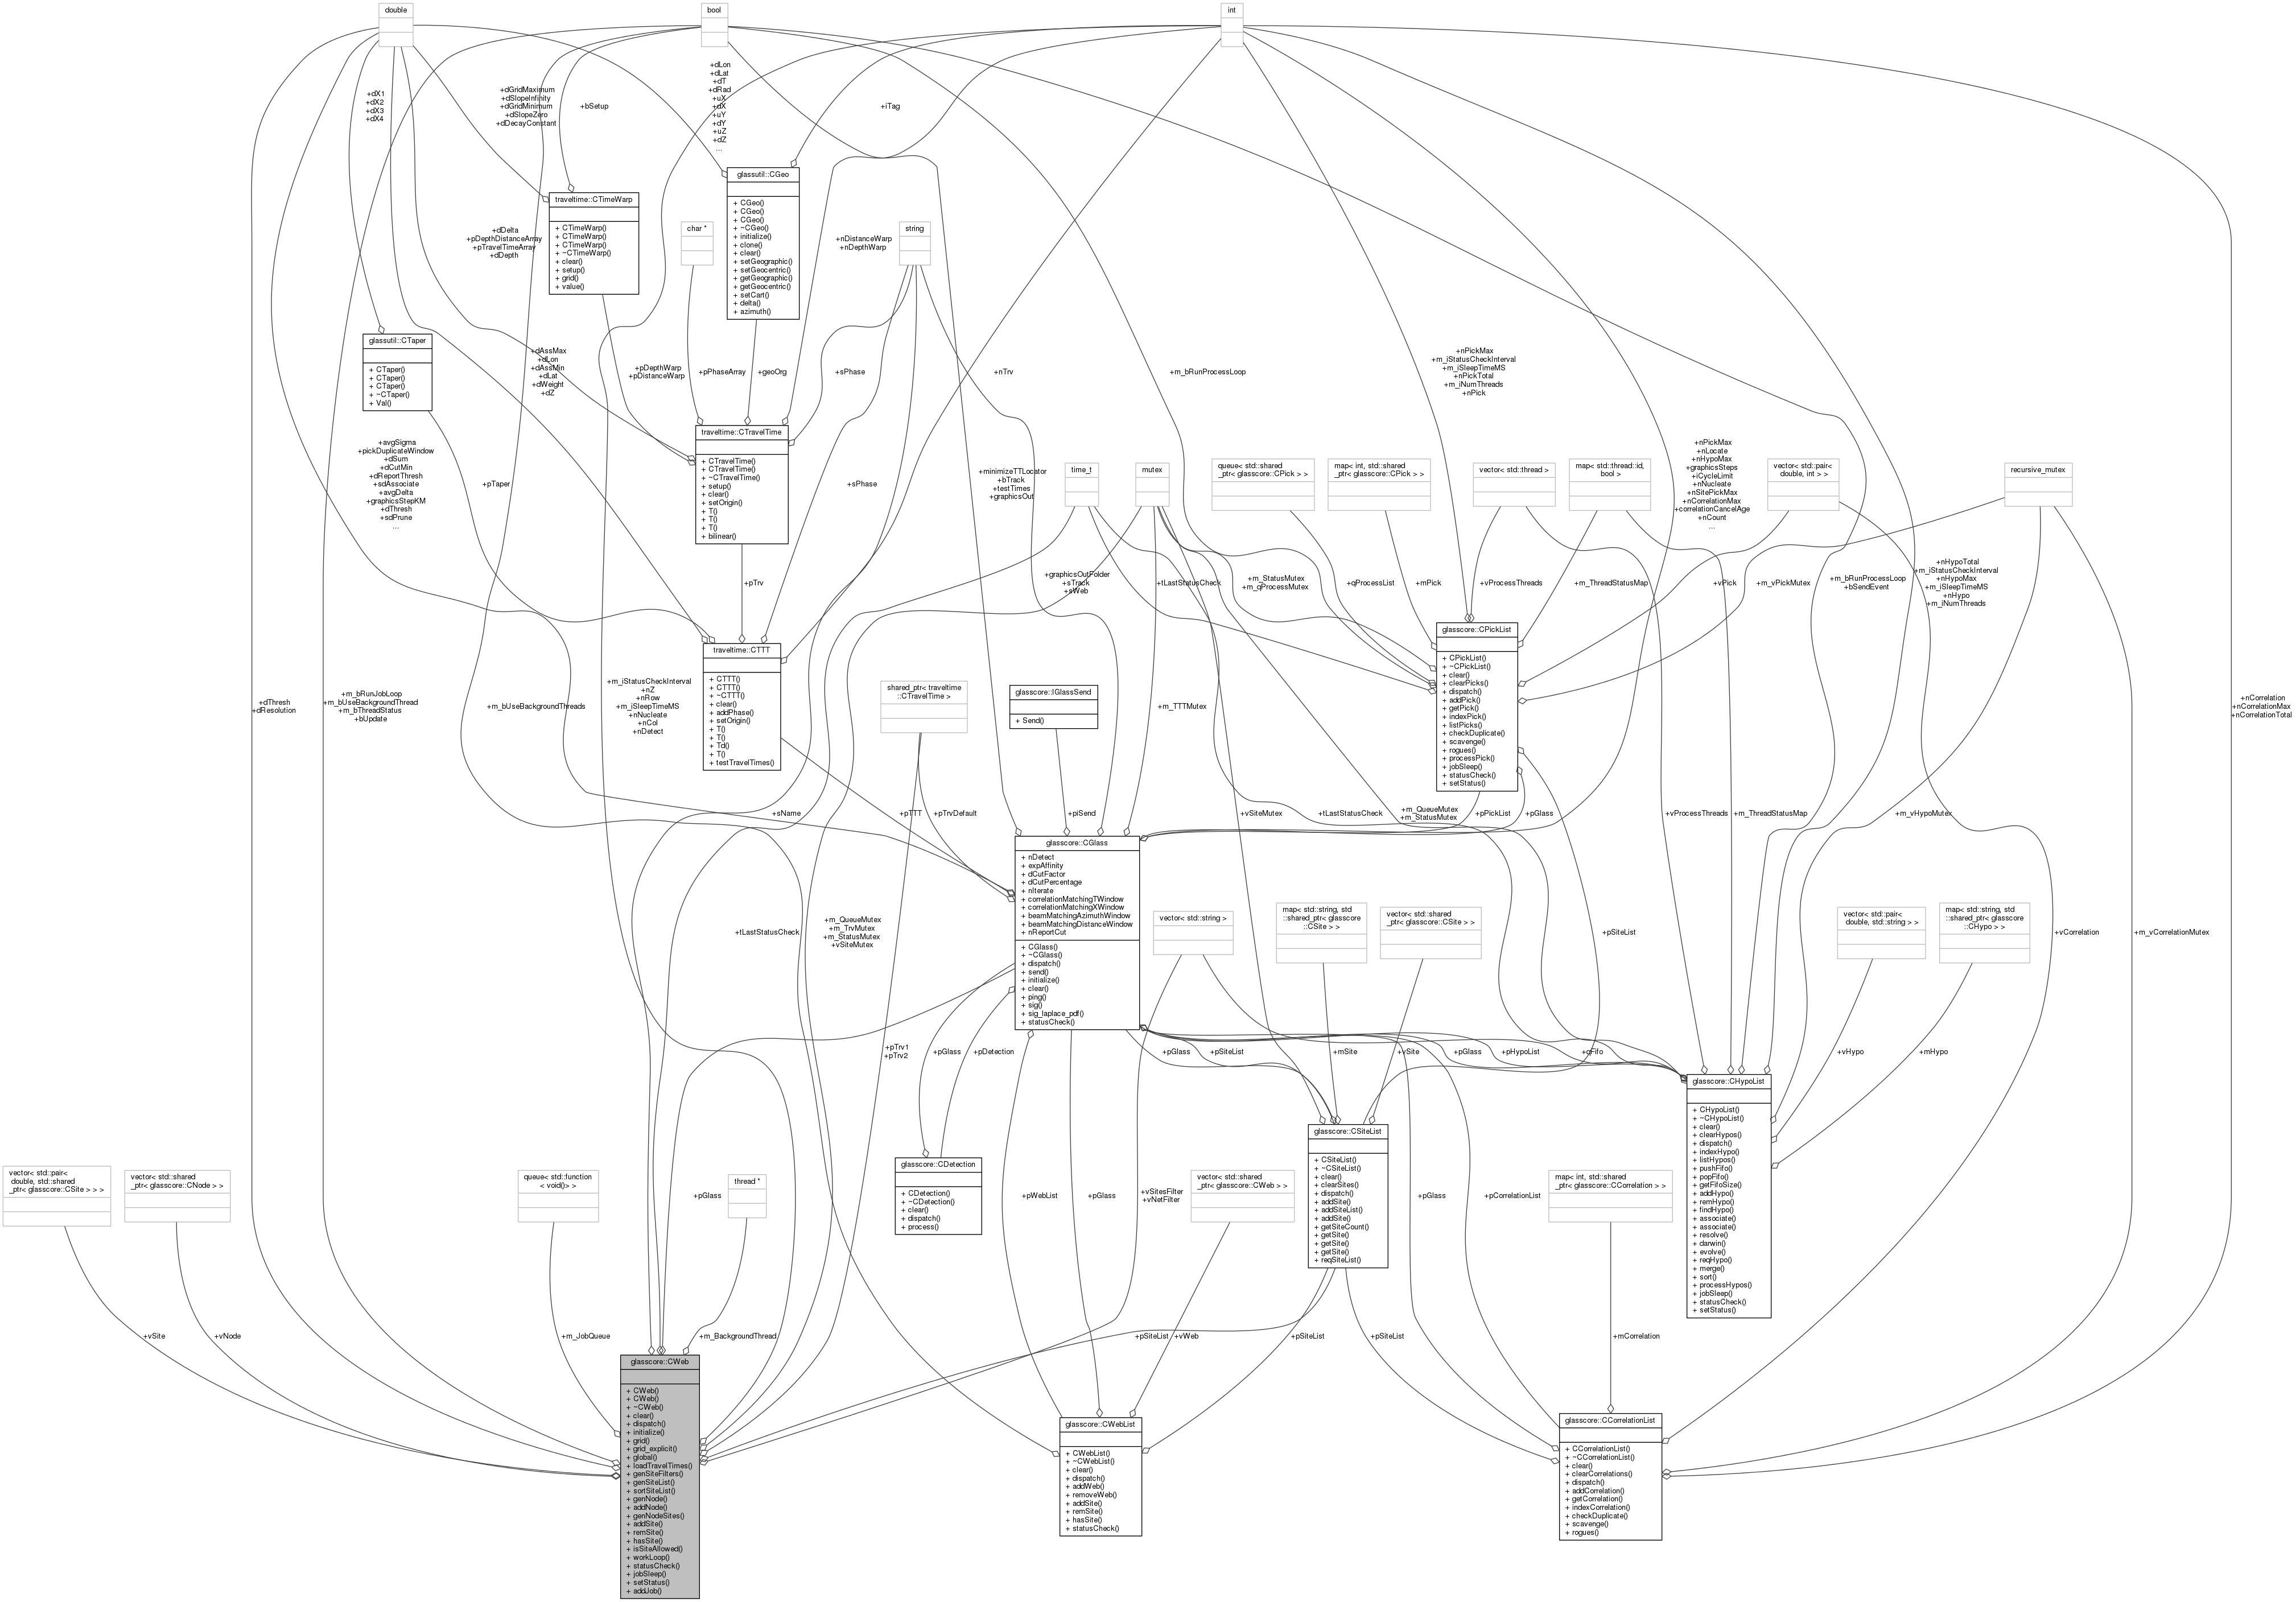 double
bool
int
+dLon
+dLat
+dT
+dRad
+uX
+dX
+uY
+dY
+uZ
+dZ
...
+dX1
+dX2
+dX3
+dX4
+dGridMaximum
+dSlopeInfinity
+dGridMinimum
+dSlopeZero
+dDecayConstant
+bSetup
+iTag
glassutil::CGeo
+ CGeo()
+ CGeo()
+ CGeo()
+ ~CGeo()
+ initialize()
+ clone()
+ clear()
+ setGeographic()
+ setGeocentric()
+ getGeographic()
+ getGeocentric()
+ setCart()
+ delta()
+ azimuth()
traveltime::CTimeWarp
+ CTimeWarp()
+ CTimeWarp()
+ CTimeWarp()
+ ~CTimeWarp()
+ clear()
+ setup()
+ grid()
+ value()
+dDelta
+pDepthDistanceArray
+pTravelTimeArray
+dDepth
char *
+nDistanceWarp
+nDepthWarp
string
glassutil::CTaper
+ CTaper()
+ CTaper()
+ CTaper()
+ ~CTaper()
+ Val()
+dAssMax
+dLon
+dAssMin
+dLat
+dWeight
+dZ
+pDepthWarp
+pDistanceWarp
+pPhaseArray
+geoOrg
+sPhase
+nTrv
+m_bRunProcessLoop
+nPickMax
+m_iStatusCheckInterval
+m_iSleepTimeMS
+nPickTotal
+m_iNumThreads
+nPick
traveltime::CTravelTime
+ CTravelTime()
+ CTravelTime()
+ ~CTravelTime()
+ setup()
+ clear()
+ setOrigin()
+ T()
+ T()
+ T()
+ bilinear()
+avgSigma
+pickDuplicateWindow
+dSum
+dCutMin
+dReportThresh
+sdAssociate
+avgDelta
+graphicsStepKM
+dThresh
+sdPrune
...
+pTaper
+sPhase
+minimizeTTLocator
+bTrack
+testTimes
+graphicsOut
time_t
mutex
queue< std::shared
_ptr< glasscore::CPick > >
map< int, std::shared
_ptr< glasscore::CPick > >
vector< std::thread >
map< std::thread::id,
bool >
+nPickMax
+nLocate
+nHypoMax
+graphicsSteps
+iCycleLimit
+nNucleate
+nSitePickMax
+nCorrelationMax
+correlationCancelAge
+nCount
...
vector< std::pair<
double, int > >
recursive_mutex
+pTrv
+graphicsOutFolder
+sTrack
+sWeb
+tLastStatusCheck
+m_StatusMutex
+m_qProcessMutex
+qProcessList
+mPick
+vProcessThreads
+m_ThreadStatusMap
+vPick
+m_vPickMutex
+m_bRunProcessLoop
+bSendEvent
+nHypoTotal
+m_iStatusCheckInterval
+nHypoMax
+m_iSleepTimeMS
+nHypo
+m_iNumThreads
glasscore::CPickList
+ CPickList()
+ ~CPickList()
+ clear()
+ clearPicks()
+ dispatch()
+ addPick()
+ getPick()
+ indexPick()
+ listPicks()
+ checkDuplicate()
+ scavenge()
+ rogues()
+ processPick()
+ jobSleep()
+ statusCheck()
+ setStatus()
traveltime::CTTT
+ CTTT()
+ CTTT()
+ ~CTTT()
+ clear()
+ addPhase()
+ setOrigin()
+ T()
+ T()
+ Td()
+ T()
+ testTravelTimes()
+dThresh
+dResolution
+m_bRunJobLoop
+m_bUseBackgroundThread
+m_bThreadStatus
+bUpdate
+m_bUseBackgroundThreads
+m_iStatusCheckInterval
+nZ
+nRow
+m_iSleepTimeMS
+nNucleate
+nCol
+nDetect
shared_ptr< traveltime
::CTravelTime >
glasscore::IGlassSend
+ Send()
+m_TTTMutex
+nCorrelation
+nCorrelationMax
+nCorrelationTotal
+sName
+pTTT
+pTrvDefault
+piSend
+vSiteMutex
+tLastStatusCheck
+m_QueueMutex
+m_StatusMutex
+pPickList
+pGlass
+vProcessThreads
+m_ThreadStatusMap
+m_vHypoMutex
glasscore::CGlass
+ nDetect
+ expAffinity
+ dCutFactor
+ dCutPercentage
+ nIterate
+ correlationMatchingTWindow
+ correlationMatchingXWindow
+ beamMatchingAzimuthWindow
+ beamMatchingDistanceWindow
+ nReportCut
+ CGlass()
+ ~CGlass()
+ dispatch()
+ send()
+ initialize()
+ clear()
+ ping()
+ sig()
+ sig_laplace_pdf()
+ statusCheck()
+tLastStatusCheck
+m_QueueMutex
+m_TrvMutex
+m_StatusMutex
+vSiteMutex
vector< std::string >
map< std::string, std
::shared_ptr< glasscore
::CSite > >
vector< std::shared
_ptr< glasscore::CSite > >
+pSiteList
vector< std::pair<
double, std::string > >
map< std::string, std
::shared_ptr< glasscore
::CHypo > >
+vCorrelation
+m_vCorrelationMutex
+pTrv1
+pTrv2
+pGlass
+pDetection
+pGlass
+pSiteList
+mSite
+vSite
+pGlass
+pHypoList
+qFifo
+vHypo
+mHypo
glasscore::CHypoList
+ CHypoList()
+ ~CHypoList()
+ clear()
+ clearHypos()
+ dispatch()
+ indexHypo()
+ listHypos()
+ pushFifo()
+ popFifo()
+ getFifoSize()
+ addHypo()
+ remHypo()
+ findHypo()
+ associate()
+ associate()
+ resolve()
+ darwin()
+ evolve()
+ reqHypo()
+ merge()
+ sort()
+ processHypos()
+ jobSleep()
+ statusCheck()
+ setStatus()
glasscore::CSiteList
+ CSiteList()
+ ~CSiteList()
+ clear()
+ clearSites()
+ dispatch()
+ addSite()
+ addSiteList()
+ addSite()
+ getSiteCount()
+ getSite()
+ getSite()
+ getSite()
+ reqSiteList()
glasscore::CDetection
+ CDetection()
+ ~CDetection()
+ clear()
+ dispatch()
+ process()
vector< std::pair<
double, std::shared
_ptr< glasscore::CSite > > >
vector< std::shared
_ptr< glasscore::CNode > >
queue< std::function
< void()> >
+pGlass
thread *
+pWebList
+pGlass
+vSitesFilter
+vNetFilter
vector< std::shared
_ptr< glasscore::CWeb > >
+pGlass
+pCorrelationList
map< int, std::shared
_ptr< glasscore::CCorrelation > >
+vSite
+vNode
+m_JobQueue
+m_BackgroundThread
+pSiteList
+vWeb
+pSiteList
+pSiteList
+mCorrelation
glasscore::CWeb
+ CWeb()
+ CWeb()
+ ~CWeb()
+ clear()
+ dispatch()
+ initialize()
+ grid()
+ grid_explicit()
+ global()
+ loadTravelTimes()
+ genSiteFilters()
+ genSiteList()
+ sortSiteList()
+ genNode()
+ addNode()
+ genNodeSites()
+ addSite()
+ remSite()
+ hasSite()
+ isSiteAllowed()
+ workLoop()
+ statusCheck()
+ jobSleep()
+ setStatus()
+ addJob()
glasscore::CWebList
+ CWebList()
+ ~CWebList()
+ clear()
+ dispatch()
+ addWeb()
+ removeWeb()
+ addSite()
+ remSite()
+ hasSite()
+ statusCheck()
glasscore::CCorrelationList
+ CCorrelationList()
+ ~CCorrelationList()
+ clear()
+ clearCorrelations()
+ dispatch()
+ addCorrelation()
+ getCorrelation()
+ indexCorrelation()
+ checkDuplicate()
+ scavenge()
+ rogues()